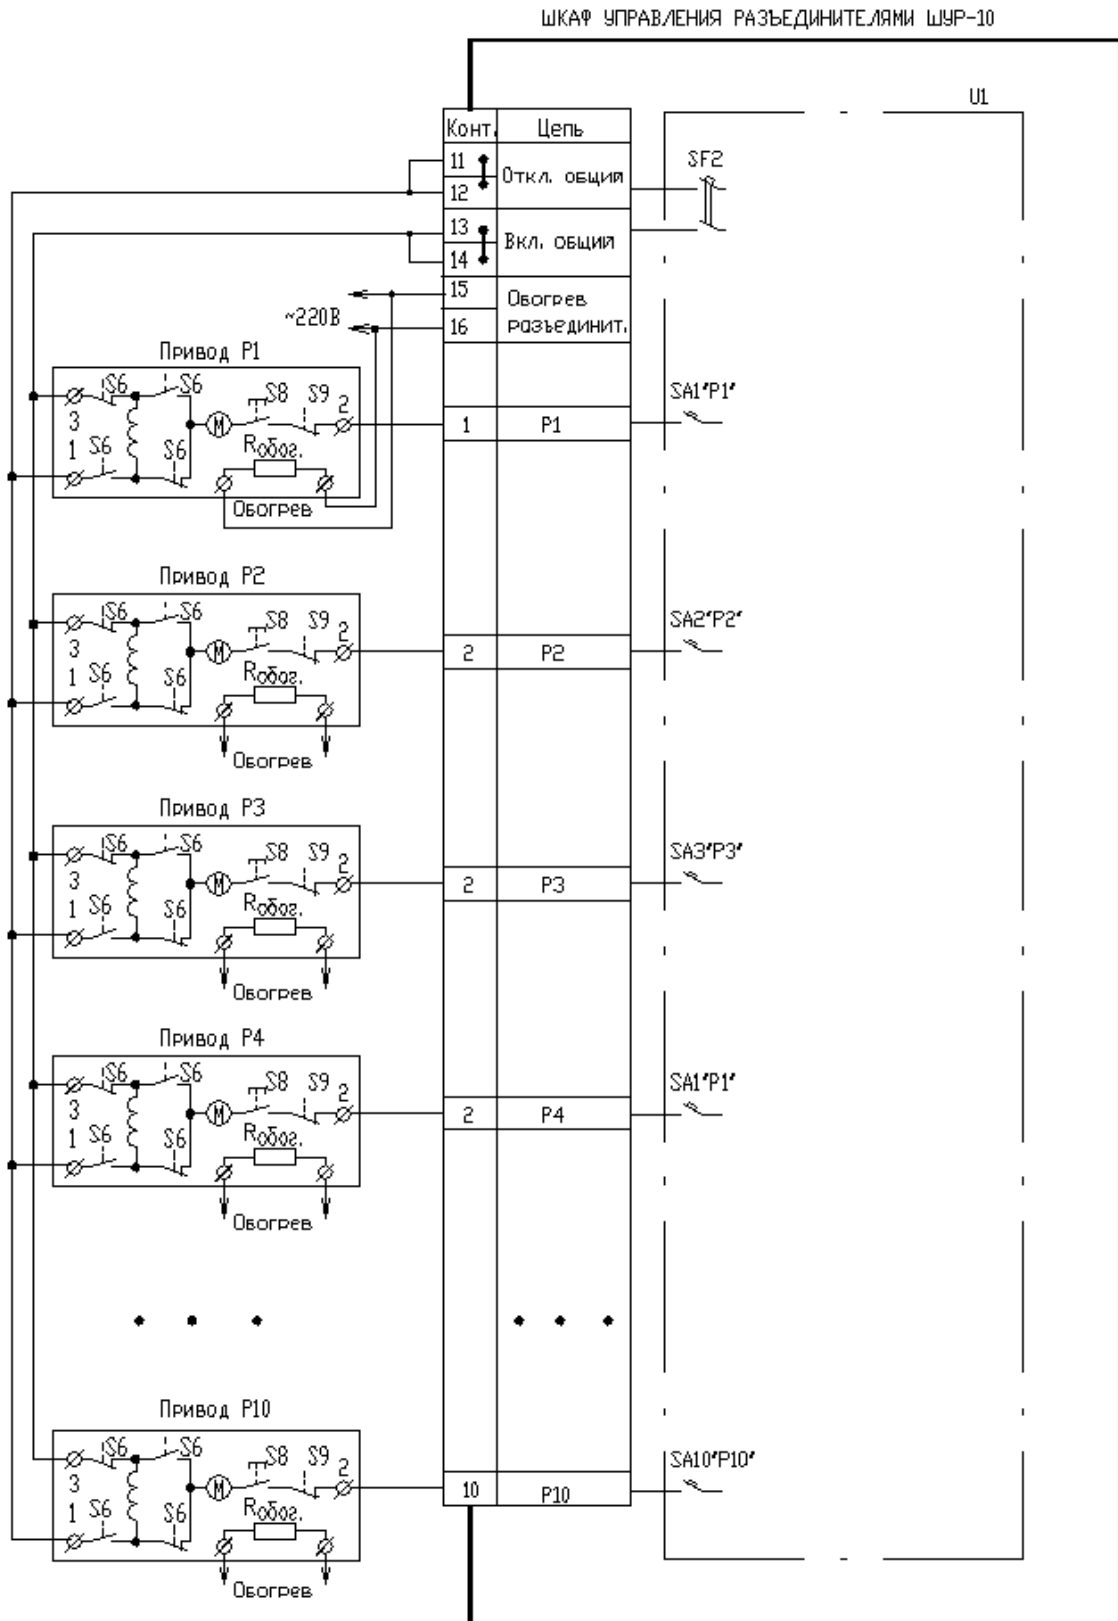 ШКАФ УПРАВЛЕНИЯ РАЗЪЕДИНИТЕЛЯМИ ШУР-10
U1
Конт. Цепь
11
Откл. общий
12
SF2
13
Вкл. общий
14
15
Обогрев
разъединит.
16
~220В
Привод Р1
S6 S6
S8 S9 2
3
1 S6 S6
М
Rобог.
Обогрев
1 Р1
SA1"Р1"
Привод Р2
S6 S6
S8 S9 2
3
1 S6 S6
М
Rобог.
Обогрев
2 Р2
SA2"Р2"
Привод Р3
S6 S6
S8 S9 2
3
1 S6 S6
М
Rобог.
Обогрев
2 Р3
SA3"Р3"
Привод Р4
S6 S6
S8 S9 2
3
1 S6 S6
М
Rобог.
Обогрев
2 Р4
SA1"Р1"
Привод Р10
S6 S6
S8 S9 2
3
1 S6 S6
М
Rобог.
Обогрев
10 Р10
SA10"Р10"